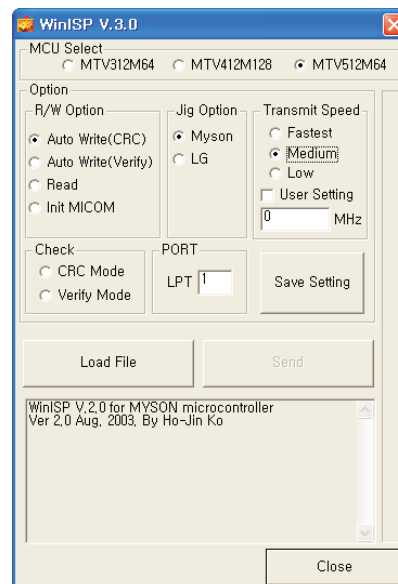 WinISP V.3.0
MCU Select
MTV312M64 MTV412M128 MTV512M64
Option
R/W Option
Auto Write(CRC)
Auto Write(Verify)
Read
Init MICOM
Jig Option
Myson
LG
Transmit Speed
Fastest
Medium
Low
User Setting
0 MHz
Check
CRC Mode
Verify Mode
PORT
LPT 1
Save Setting
Load File
Send
WinISP V,2,0 for MYSON microcontroller
Ver 2,0 Aug, 2003, By Ho-Jin Ko
Close